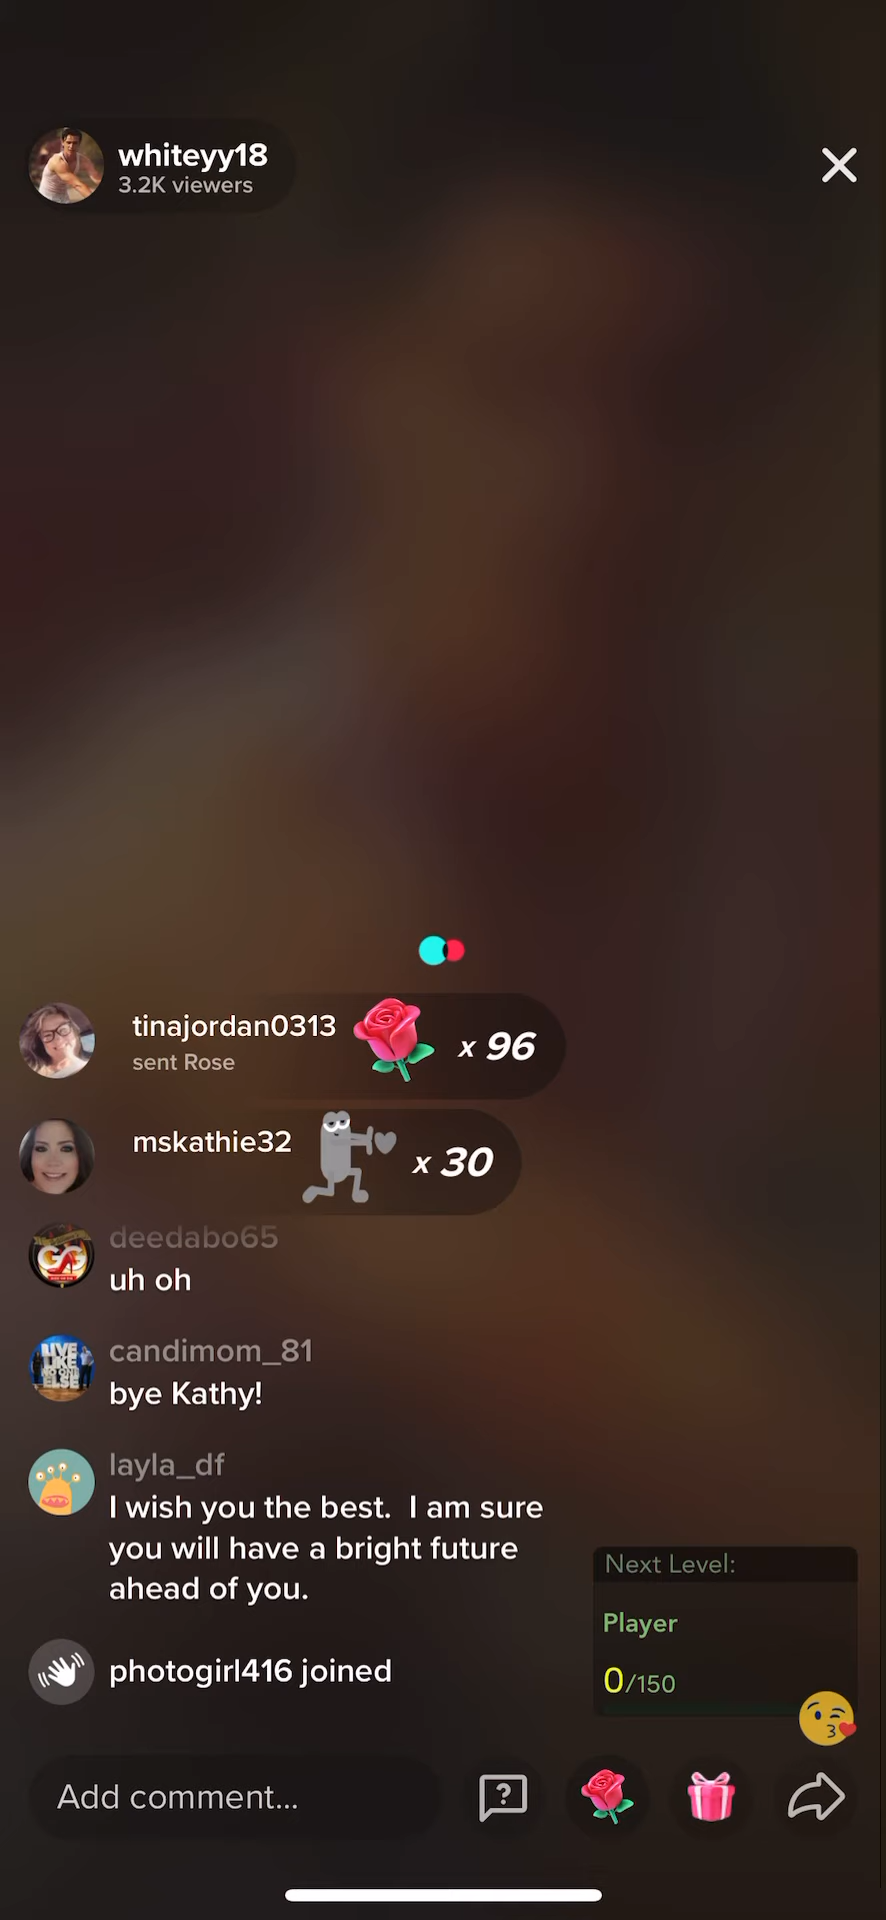 whiteyy18
3.2K viewers
tinajordan0313
sent Rose
x 96
mskathie32
x 30
deedabo65
uh oh
candimom_81
bye Kathy!
layla_df
I wish you the best.  I am sure
you will have a bright future
ahead of you.
photogirl416 joined
Next Level:
Player
0/150
Add comment...
?